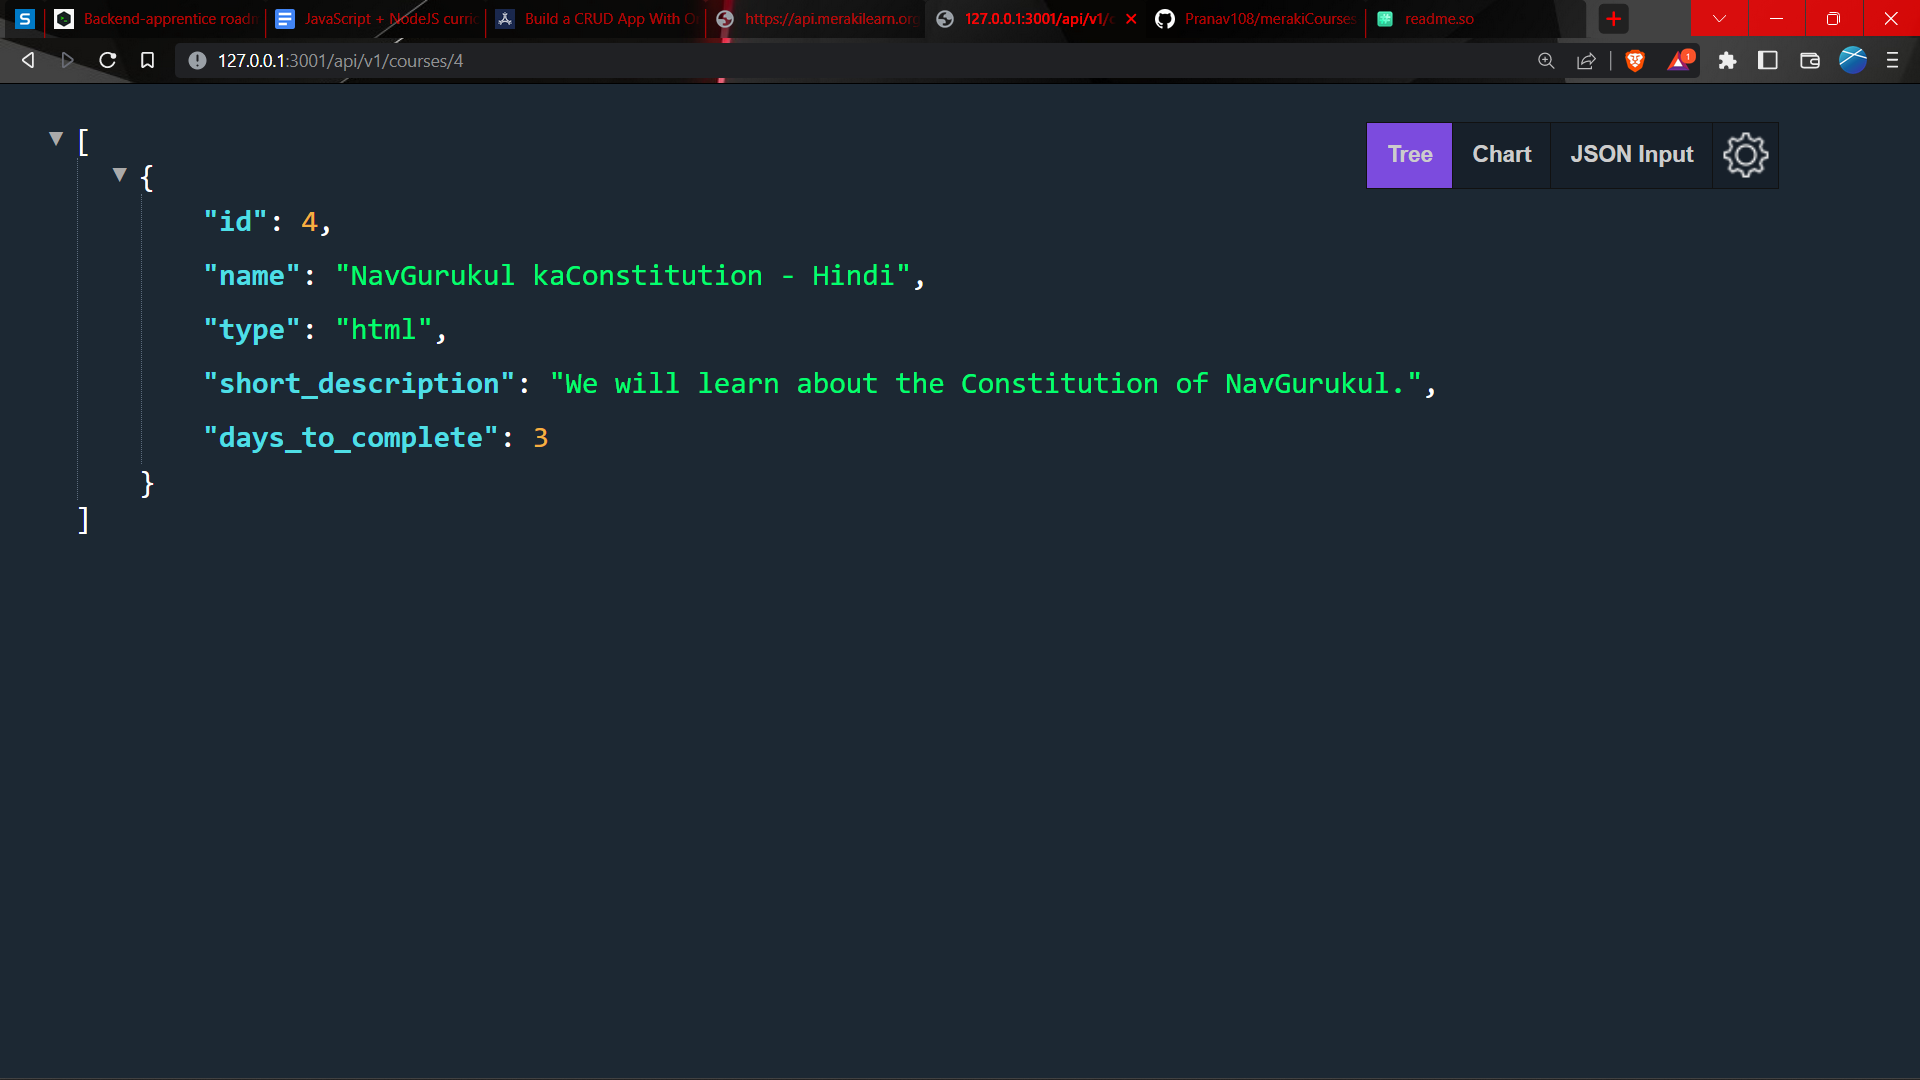 S Backend-apprentice roadn JavaScript + NodeJS curric Build a CRUD App With O https://api.merakilearn.org 127.0.0.1:3001/api/v1/c Pranav108/merakiCourses readme.so
127.0.0.1:3001/api/v1/courses/4 1
Tree Chart JSON Input
[
{
"id": 4,
"name": "NavGurukul kaConstitution - Hindi",
"type": "html",
"short_description": "We will learn about the Constitution of NavGurukul.",
"days_to_complete": 3
}
]